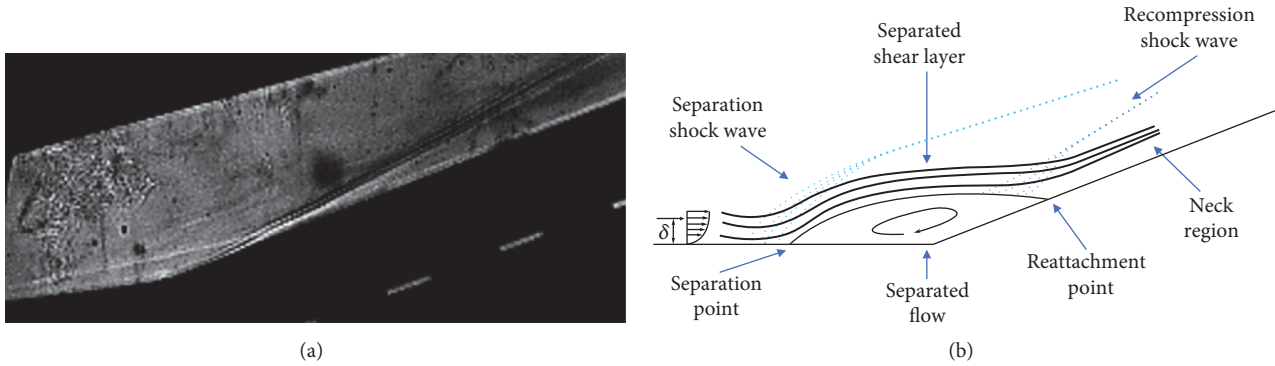 Separated
shear layer
Recompression
shock wave
Separation
shock wave
δ
Neck
region
Separation
point
Separated
flow
Reattachment
point
(a)
(b)